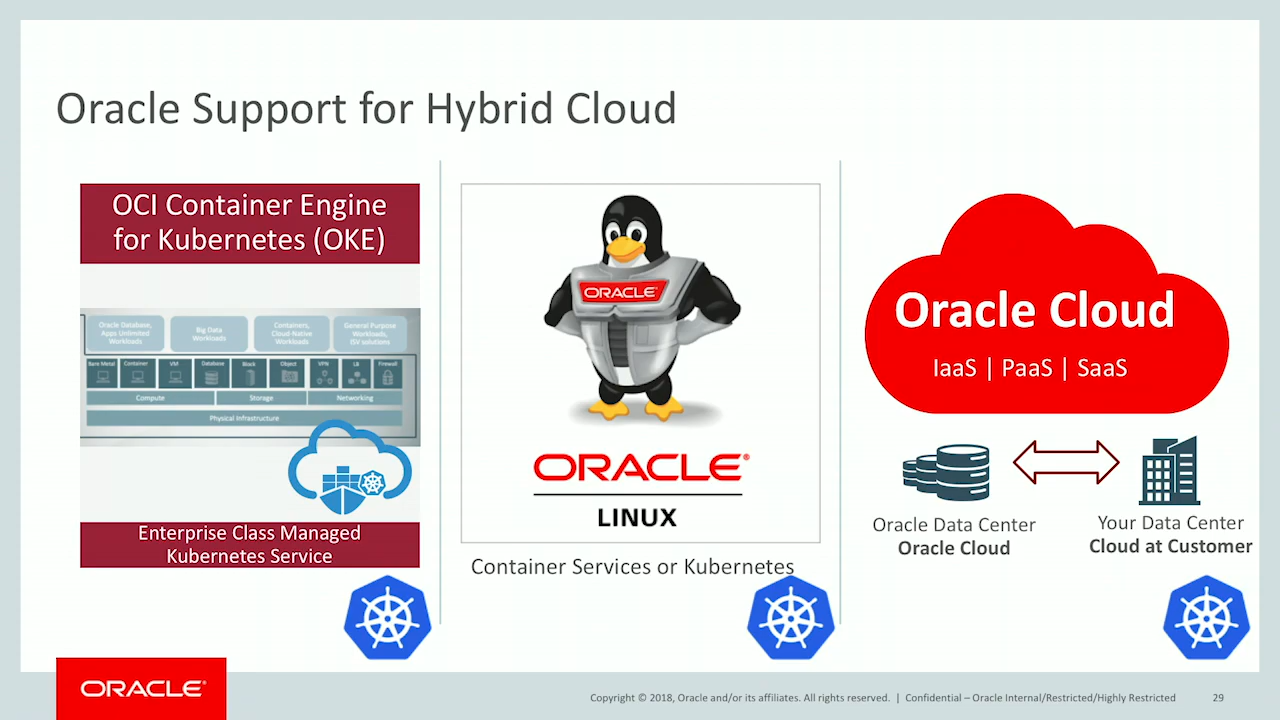 Oracle Support for Hybrid Cloud
OCI Container Engine
for Kubernetes (OKE)
Oracle Database,
Apps Unlimited
Workloads
Big Data
Workloads
Containers,
Cloud-Native
Workloads
General Purpose
Workloads,
ISV solutions
Bare Metal
Container
VM
Database
Block
Object
VPN
LB
Firewall
Compute
Storage
Networking
Physical Infrastructure
Enterprise Class Managed
Kubernetes Service
ORACLE®
ORACLE®
LINUX
Container Services or Kubernetes
Oracle Cloud
IaaS | PaaS | SaaS
Oracle Data Center
Oracle Cloud
Your Data Center
Cloud at Customer
ORACLE®
Copyright © 2018, Oracle and/or its affiliates. All rights reserved. | Confidential – Oracle Internal/Restricted/Highly Restricted
29